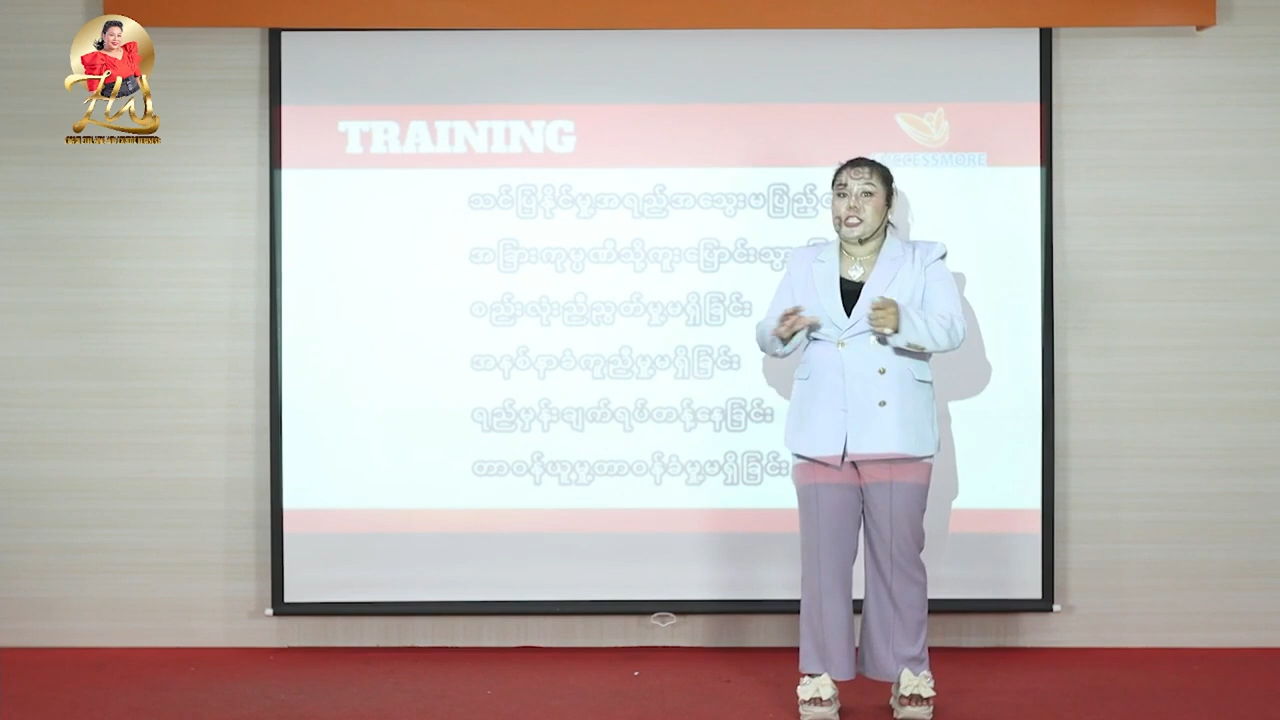 TRAINING
SUCCESSMORE
သင်မြဲနိုင်မှုအရည်အသွေးမပြည့်
အခြားကုမ္ပဏီသို့ကူးပြောင်းသွား
စည်းလုံးညီညွတ်မှုမရှိခြင်း
အနစ်နာခံကူညီမှုမရှိခြင်း
ရည်မှန်းချက်ရပ်တန့်နေခြင်း
တာဝန်ယူမှုတာဝန်ခံမှုမရှိခြင်း